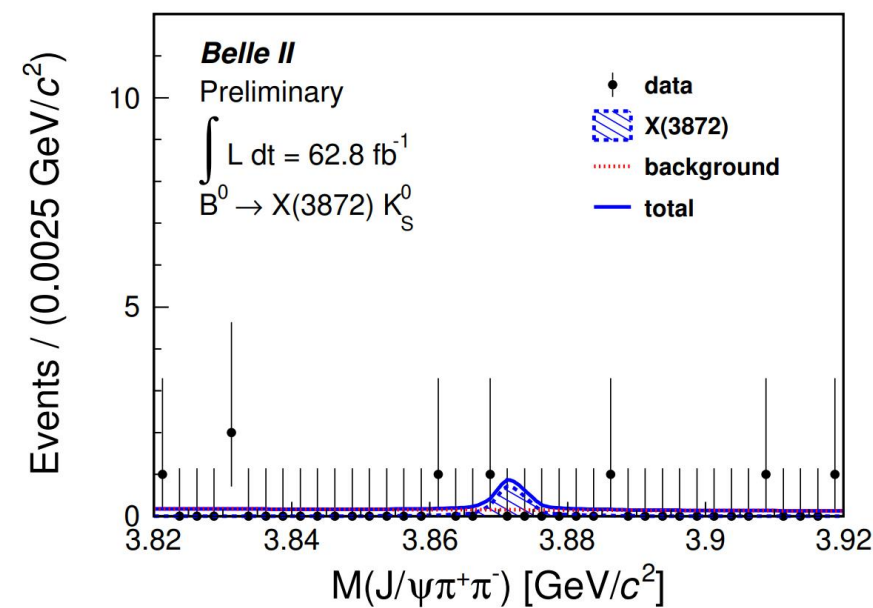 Events / (0.0025 GeV/c²)
10
5
0
Belle II
Preliminary
∫ L dt = 62.8 fb⁻¹
B⁰ → X(3872) K⁰_S
data
X(3872)
background
total
3.82 3.84 3.86 3.88 3.9 3.92
M(J/ψπ⁺π⁻) [GeV/c²]